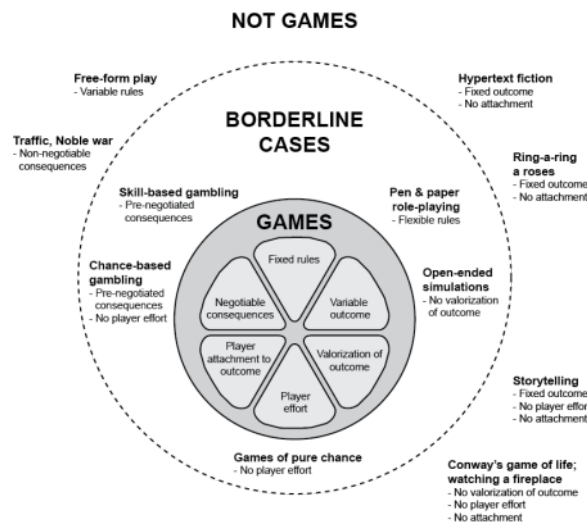 NOT GAMES
Free-form play
- Variable rules
Hypertext fiction
- Fixed outcome
- No attachment
BORDERLINE
CASES
Traffic, Noble war
- Non-negotiable
consequences
Ring-a-ring
a roses
- Fixed outcome
- No attachment
Skill-based gambling
- Pre-negotiated
consequences
Pen & paper
role-playing
- Flexible rules
GAMES
Fixed rules
Chance-based
gambling
- Pre-negotiated
consequences
- No player effort
Open-ended
simulations
- No valorization
of outcome
Negotiable
consequences
Variable
outcome
Player
attachment to
outcome
Valorization of
outcome
Player
effort
Storytelling
- Fixed outcome
- No player effort
- No attachment
Games of pure chance
- No player effort
Conway's game of life;
watching a fireplace
- No valorization of outcome
- No player effort
- No attachment